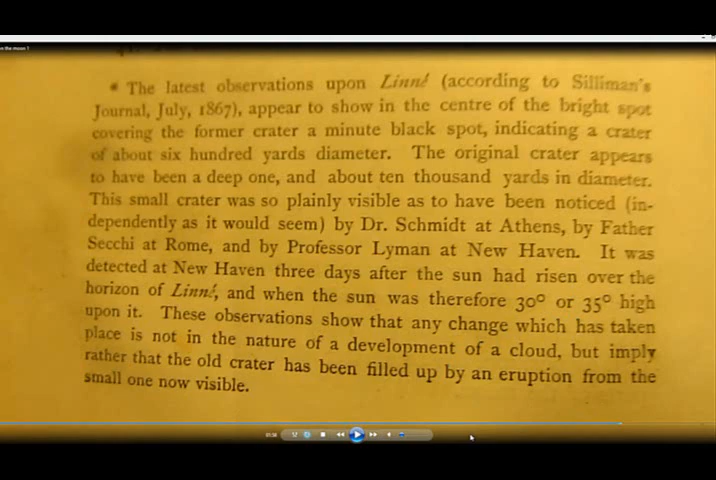 on the moon 1
* The latest observations upon Linné (according to Silliman's
Journal, July, 1867), appear to show in the centre of the bright spot
covering the former crater a minute black spot, indicating a crater
of about six hundred yards diameter. The original crater appears
to have been a deep one, and about ten thousand yards in diameter.
This small crater was so plainly visible as to have been noticed (in-
dependently as it would seem) by Dr. Schmidt at Athens, by Father
Secchi at Rome, and by Professor Lyman at New Haven. It was
detected at New Haven three days after the sun had risen over the
horizon of Linné, and when the sun was therefore 30° or 35° high
upon it. These observations show that any change which has taken
place is not in the nature of a development of a cloud, but imply
rather that the old crater has been filled up by an eruption from the
small one now visible.